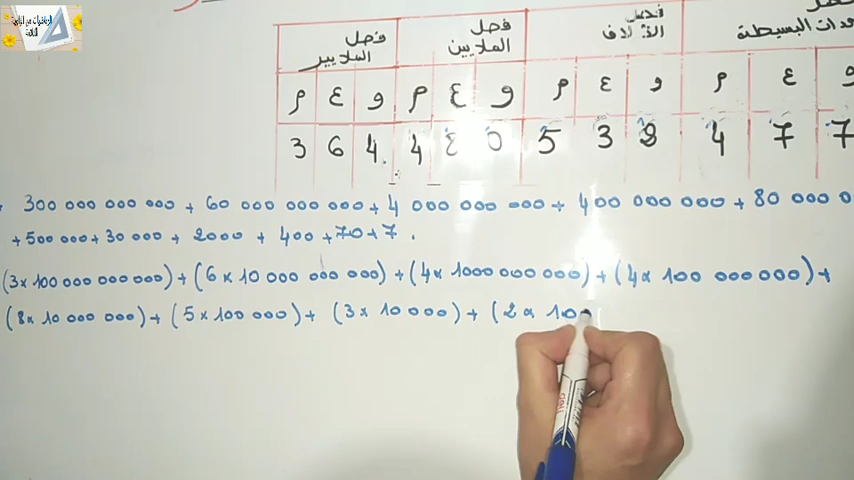 فصل الملايير فصل الملايين فصل الآلاف
م ع و م ع و م ع و م ع و
3 6 4 4 8 0 5 3 2 4 7 7
300 000 000 000 + 60 000 000 000 + 4 000 000 000 + 400 000 000 + 80 000 0
+ 500 000 + 30 000 + 2000 + 400 + 70 + 7 .
(3 x 100 000 000 000) + (6 x 10 000 000 000) + (4 x 1000 000 000) + (4 x 100 000 000) +
(8 x 10 000 000) + (5 x 100 000) + (3 x 10 000) + (2 x 100